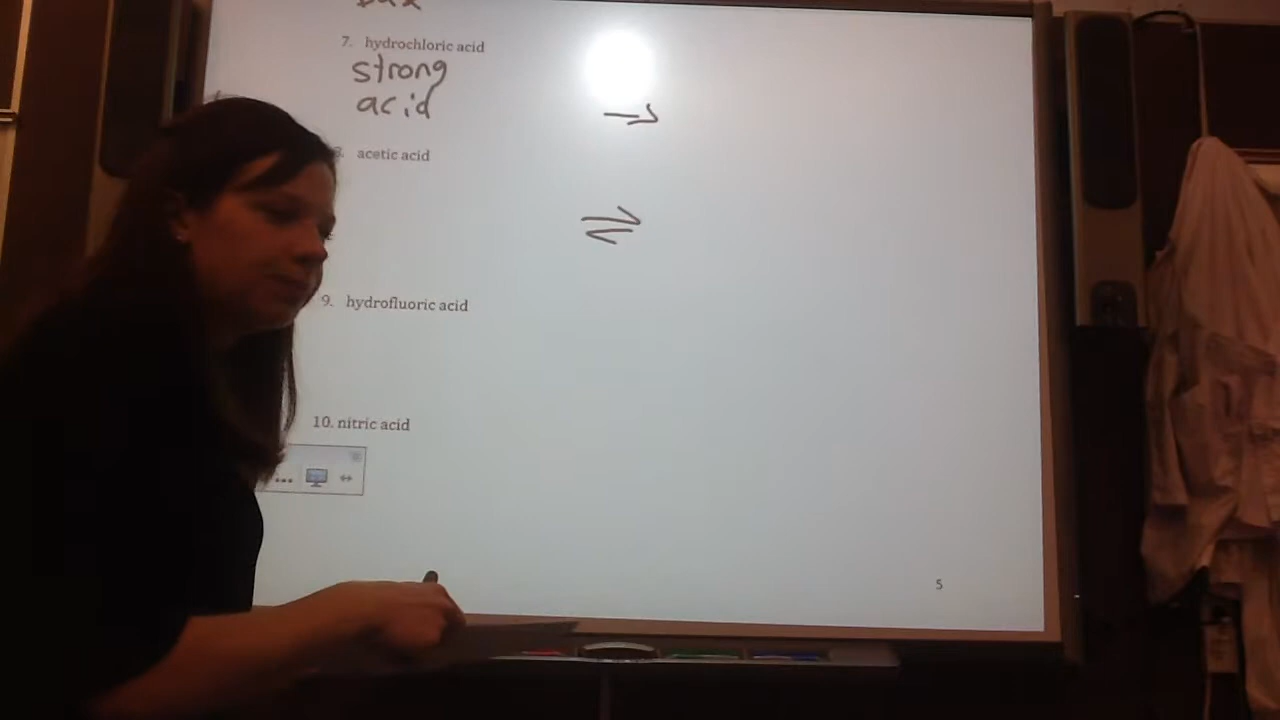 7. hydrochloric acid
strong
acid
→
8. acetic acid
⇌
9. hydrofluoric acid
10. nitric acid
5